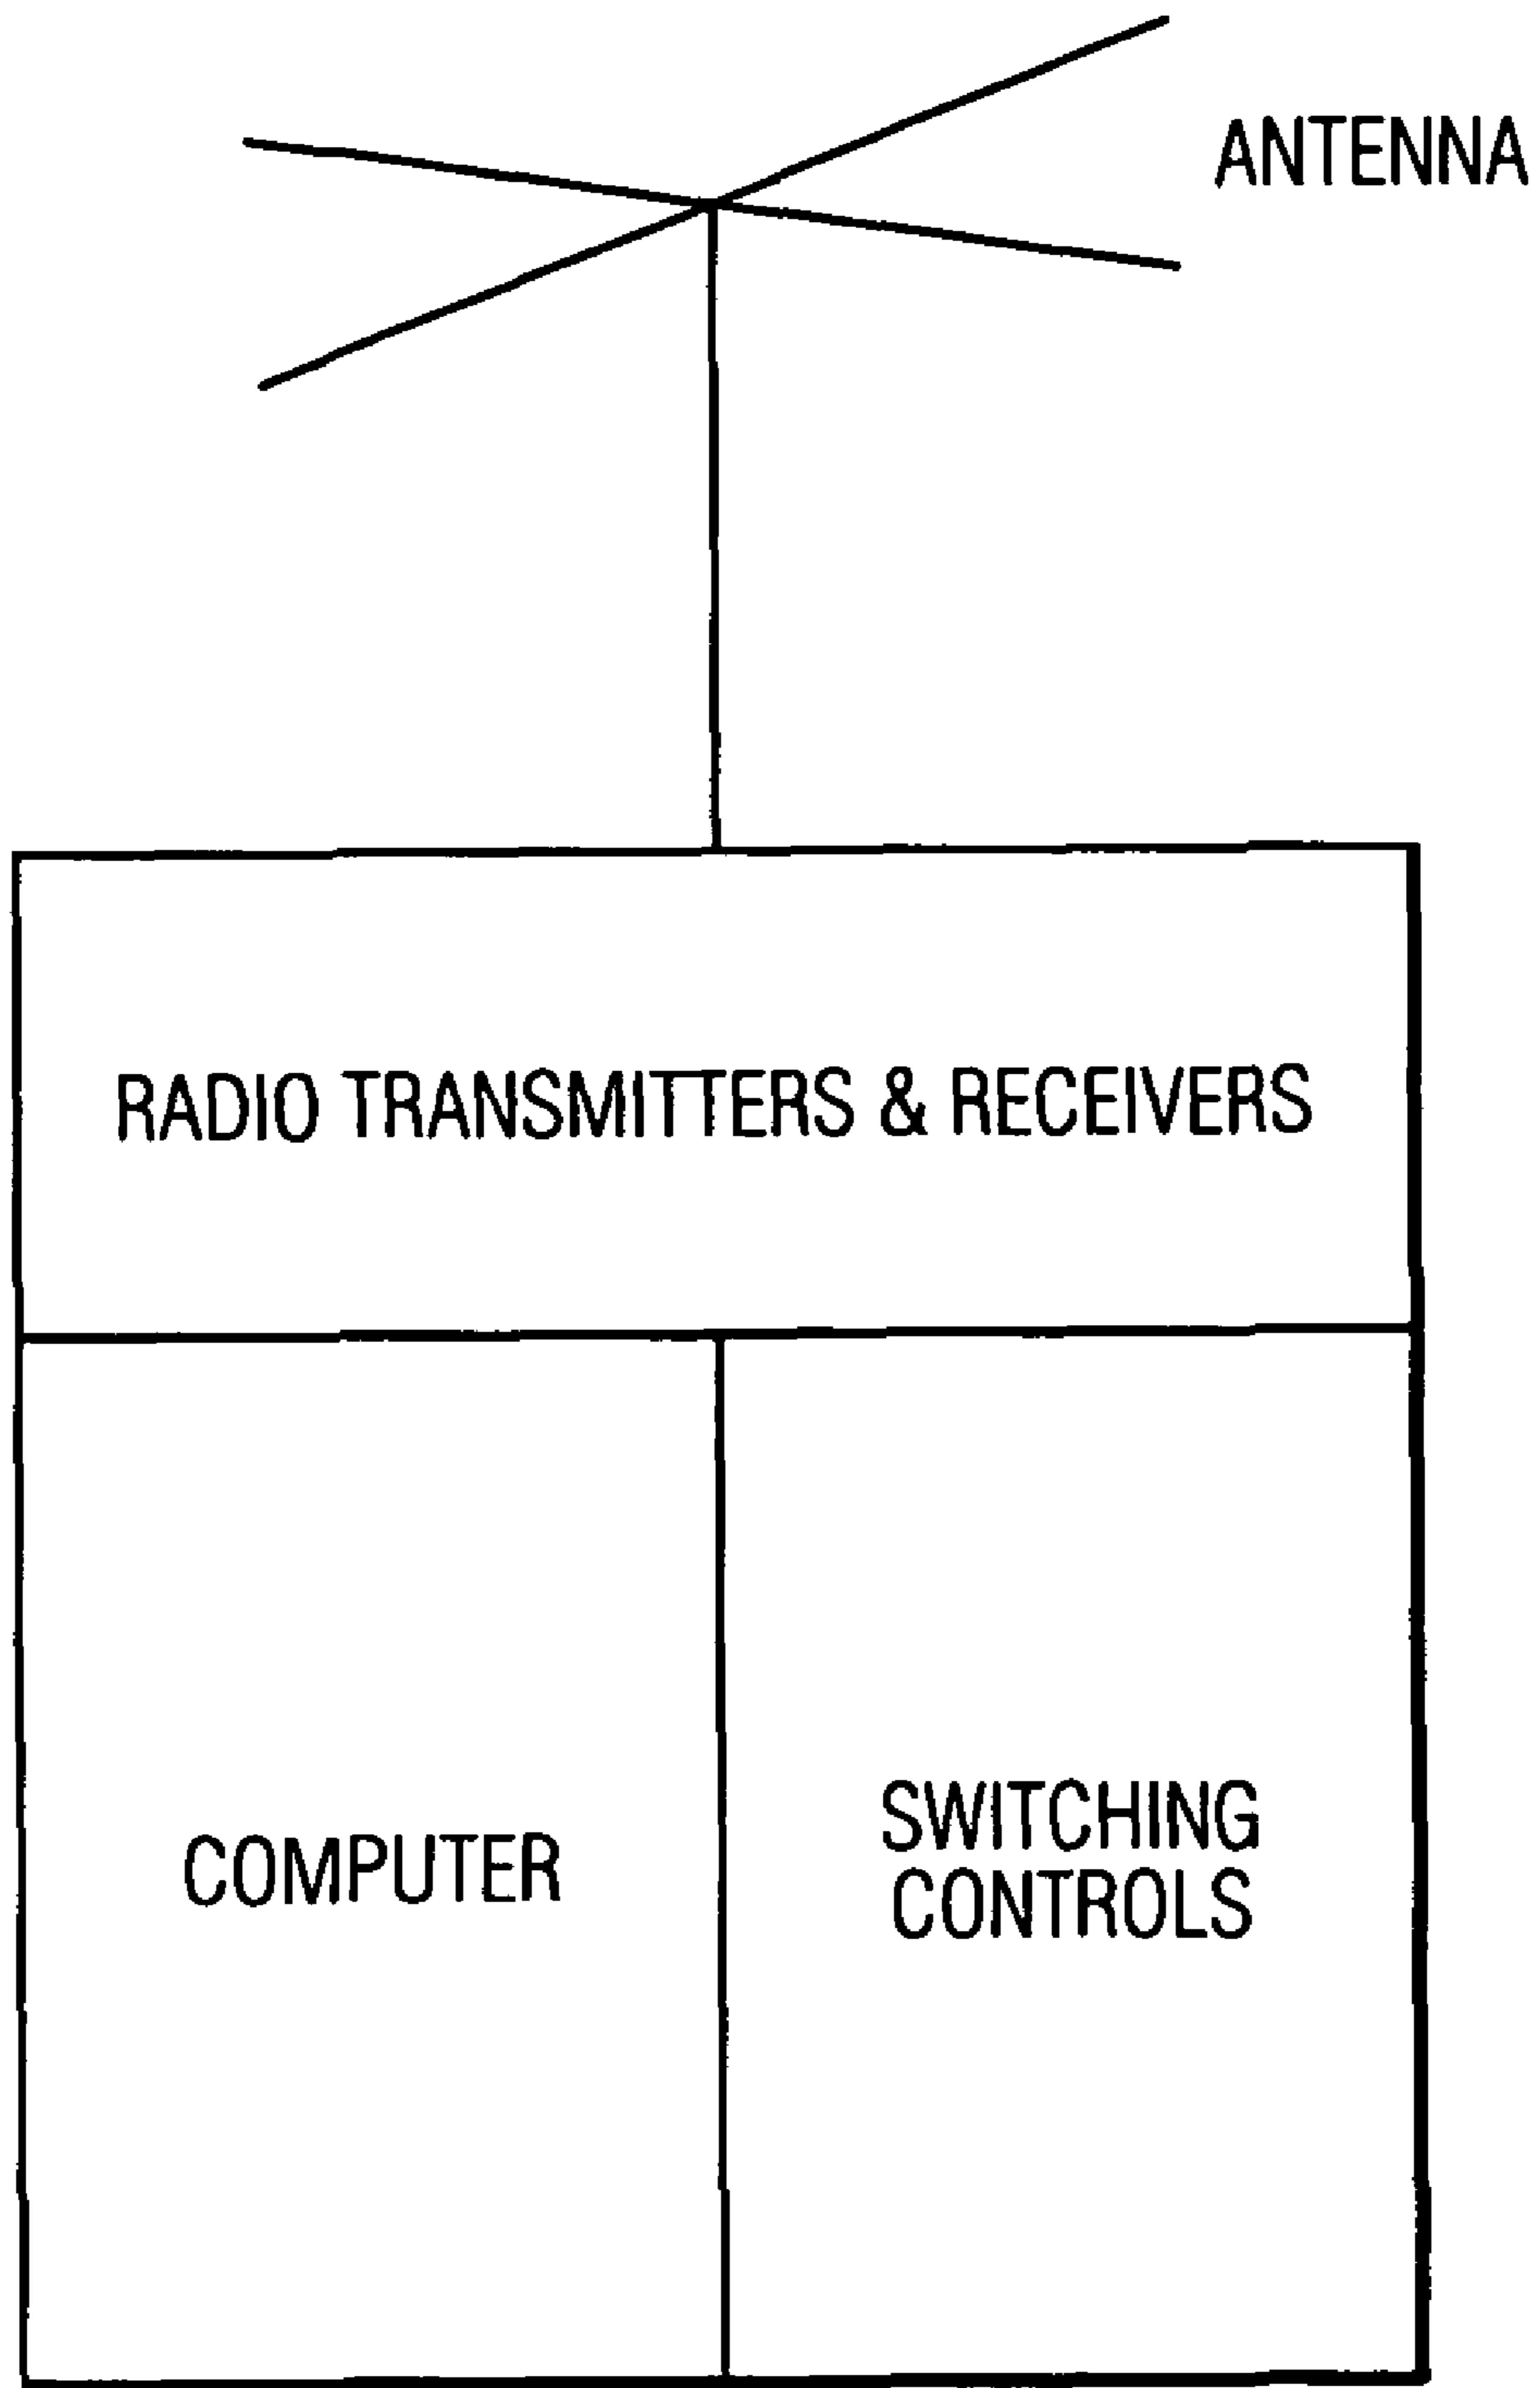 ANTENNA
RADIO TRANSMITTERS & RECEIVERS
COMPUTER
SWITCHING
CONTROLS